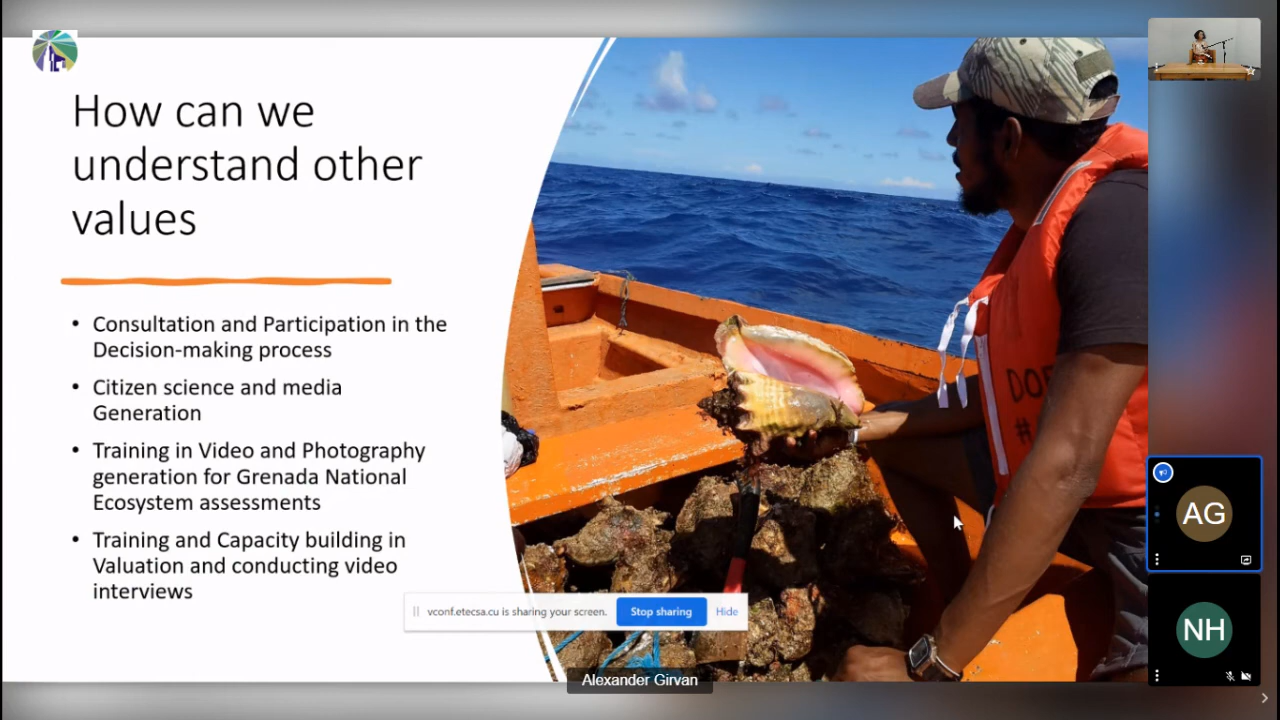 How can we
understand other
values
• Consultation and Participation in the
Decision-making process
• Citizen science and media
Generation
• Training in Video and Photography
generation for Grenada National
Ecosystem assessments
• Training and Capacity building in
Valuation and conducting video
interviews
vconf.etecsa.cu is sharing your screen.
Stop sharing
Hide
Alexander Girvan
AG
NH